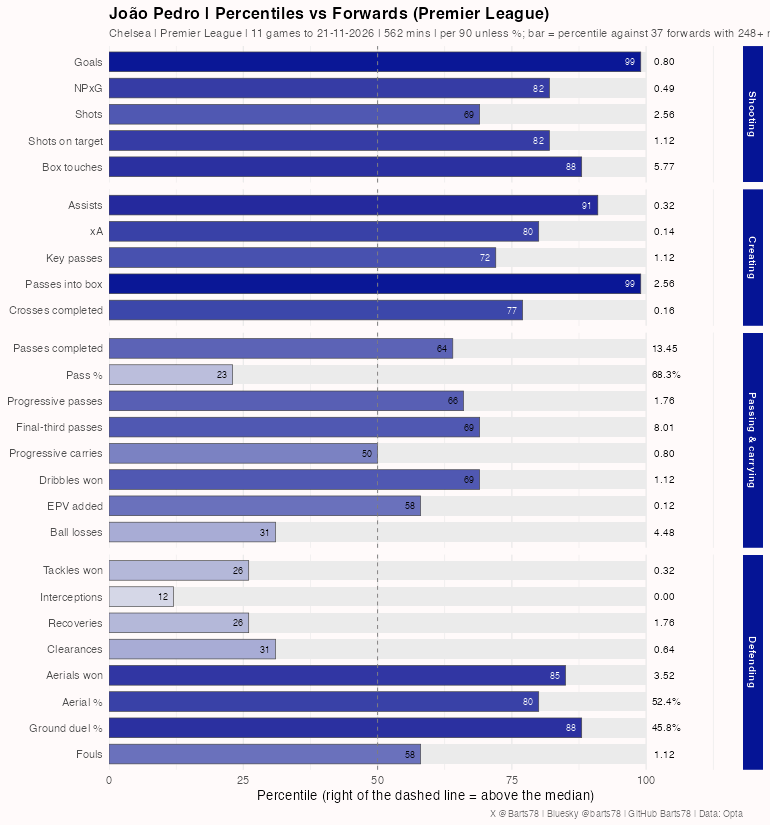 João Pedro | Percentiles vs Forwards (Premier League)
Chelsea | Premier League | 11 games to 21-11-2026 | 562 mins | per 90 unless %; bar = percentile against 37 forwards with 248+
Goals 99 0.80
NPxG 82 0.49
Shots 69 2.56
Shots on target 82 1.12
Box touches 88 5.77
Shooting
Assists 91 0.32
xA 80 0.14
Key passes 72 1.12
Passes into box 99 2.56
Crosses completed 77 0.16
Creating
Passes completed 64 13.45
Pass % 23 68.3%
Progressive passes 66 1.76
Final-third passes 69 8.01
Progressive carries 50 0.80
Dribbles won 69 1.12
EPV added 58 0.12
Ball losses 31 4.48
Passing & carrying
Tackles won 26 0.32
Interceptions 12 0.00
Recoveries 26 1.76
Clearances 31 0.64
Aerials won 85 3.52
Aerial % 80 52.4%
Ground duel % 88 45.8%
Fouls 58 1.12
Defending
0 25 50 75 100
Percentile (right of the dashed line = above the median)
X @Barts78 | Bluesky @barts78 | GitHub Barts78 | Data: Opta